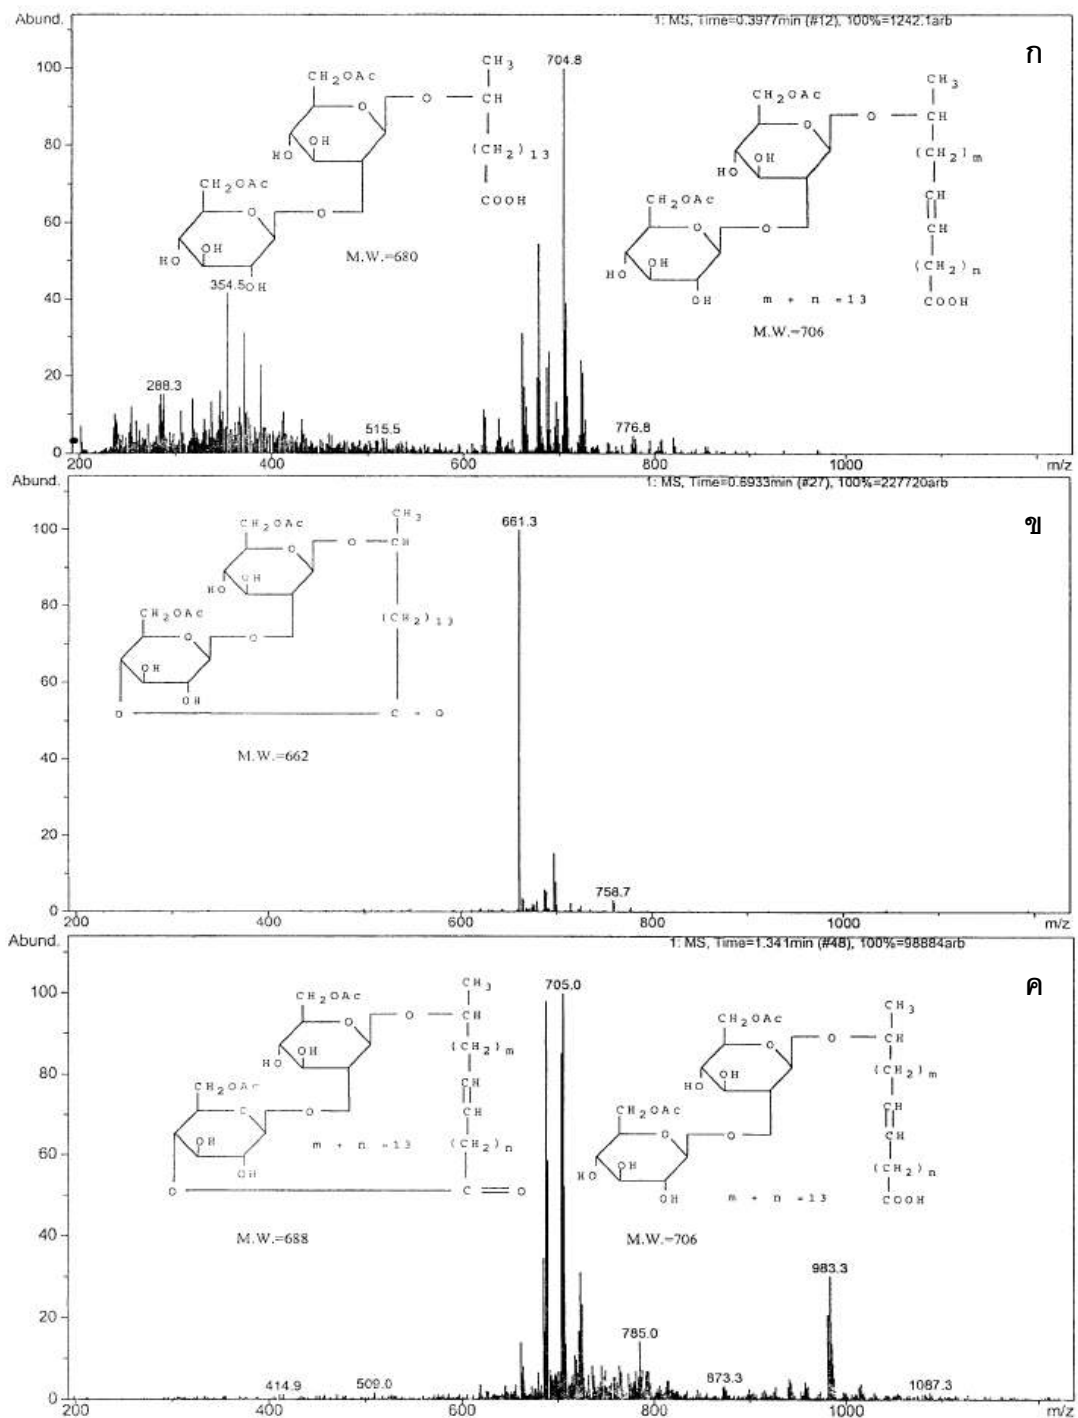 Abund.
1: MS, Time=0.3977min (#12), 100%=1242.1arb
ก
100
80
60
40
20
0
704.8
354.5
288.3
515.5
776.8
CH2OAc
O
O
CH3
CH
(CH2)13
COOH
OH
HO
CH2OAc
O
O
OH
HO
OH
M.W.=680
CH2OAc
O
O
CH3
CH
(CH2)m
CH
CH
(CH2)n
COOH
OH
HO
CH2OAc
O
O
OH
HO
OH
m + n =13
M.W.=706
200 400 600 800 1000 m/z
Abund.
1: MS, Time=0.6933min (#27), 100%=227720arb
ข
100
80
60
40
20
0
661.3
758.7
CH2OAc
O
O
CH3
CH
(CH2)13
OH
HO
CH2OAc
O
O
OH
OH
O
C = O
M.W.=662
200 400 600 800 1000 m/z
Abund.
1: MS, Time=1.341min (#48), 100%=98884arb
ค
100
80
60
40
20
0
705.0
983.3
785.0
873.3
414.9
509.0
1087.3
CH2OAc
O
O
CH3
CH
(CH2)m
CH
CH
(CH2)n
OH
HO
CH2OAc
O
OH
OH
m + n =13
O
C = O
M.W.=688
CH2OAc
O
O
CH3
CH
(CH2)m
CH
CH
(CH2)n
COOH
OH
HO
CH2OAc
O
O
OH
HO
OH
m + n =13
M.W.=706
200 400 600 800 1000 m/z